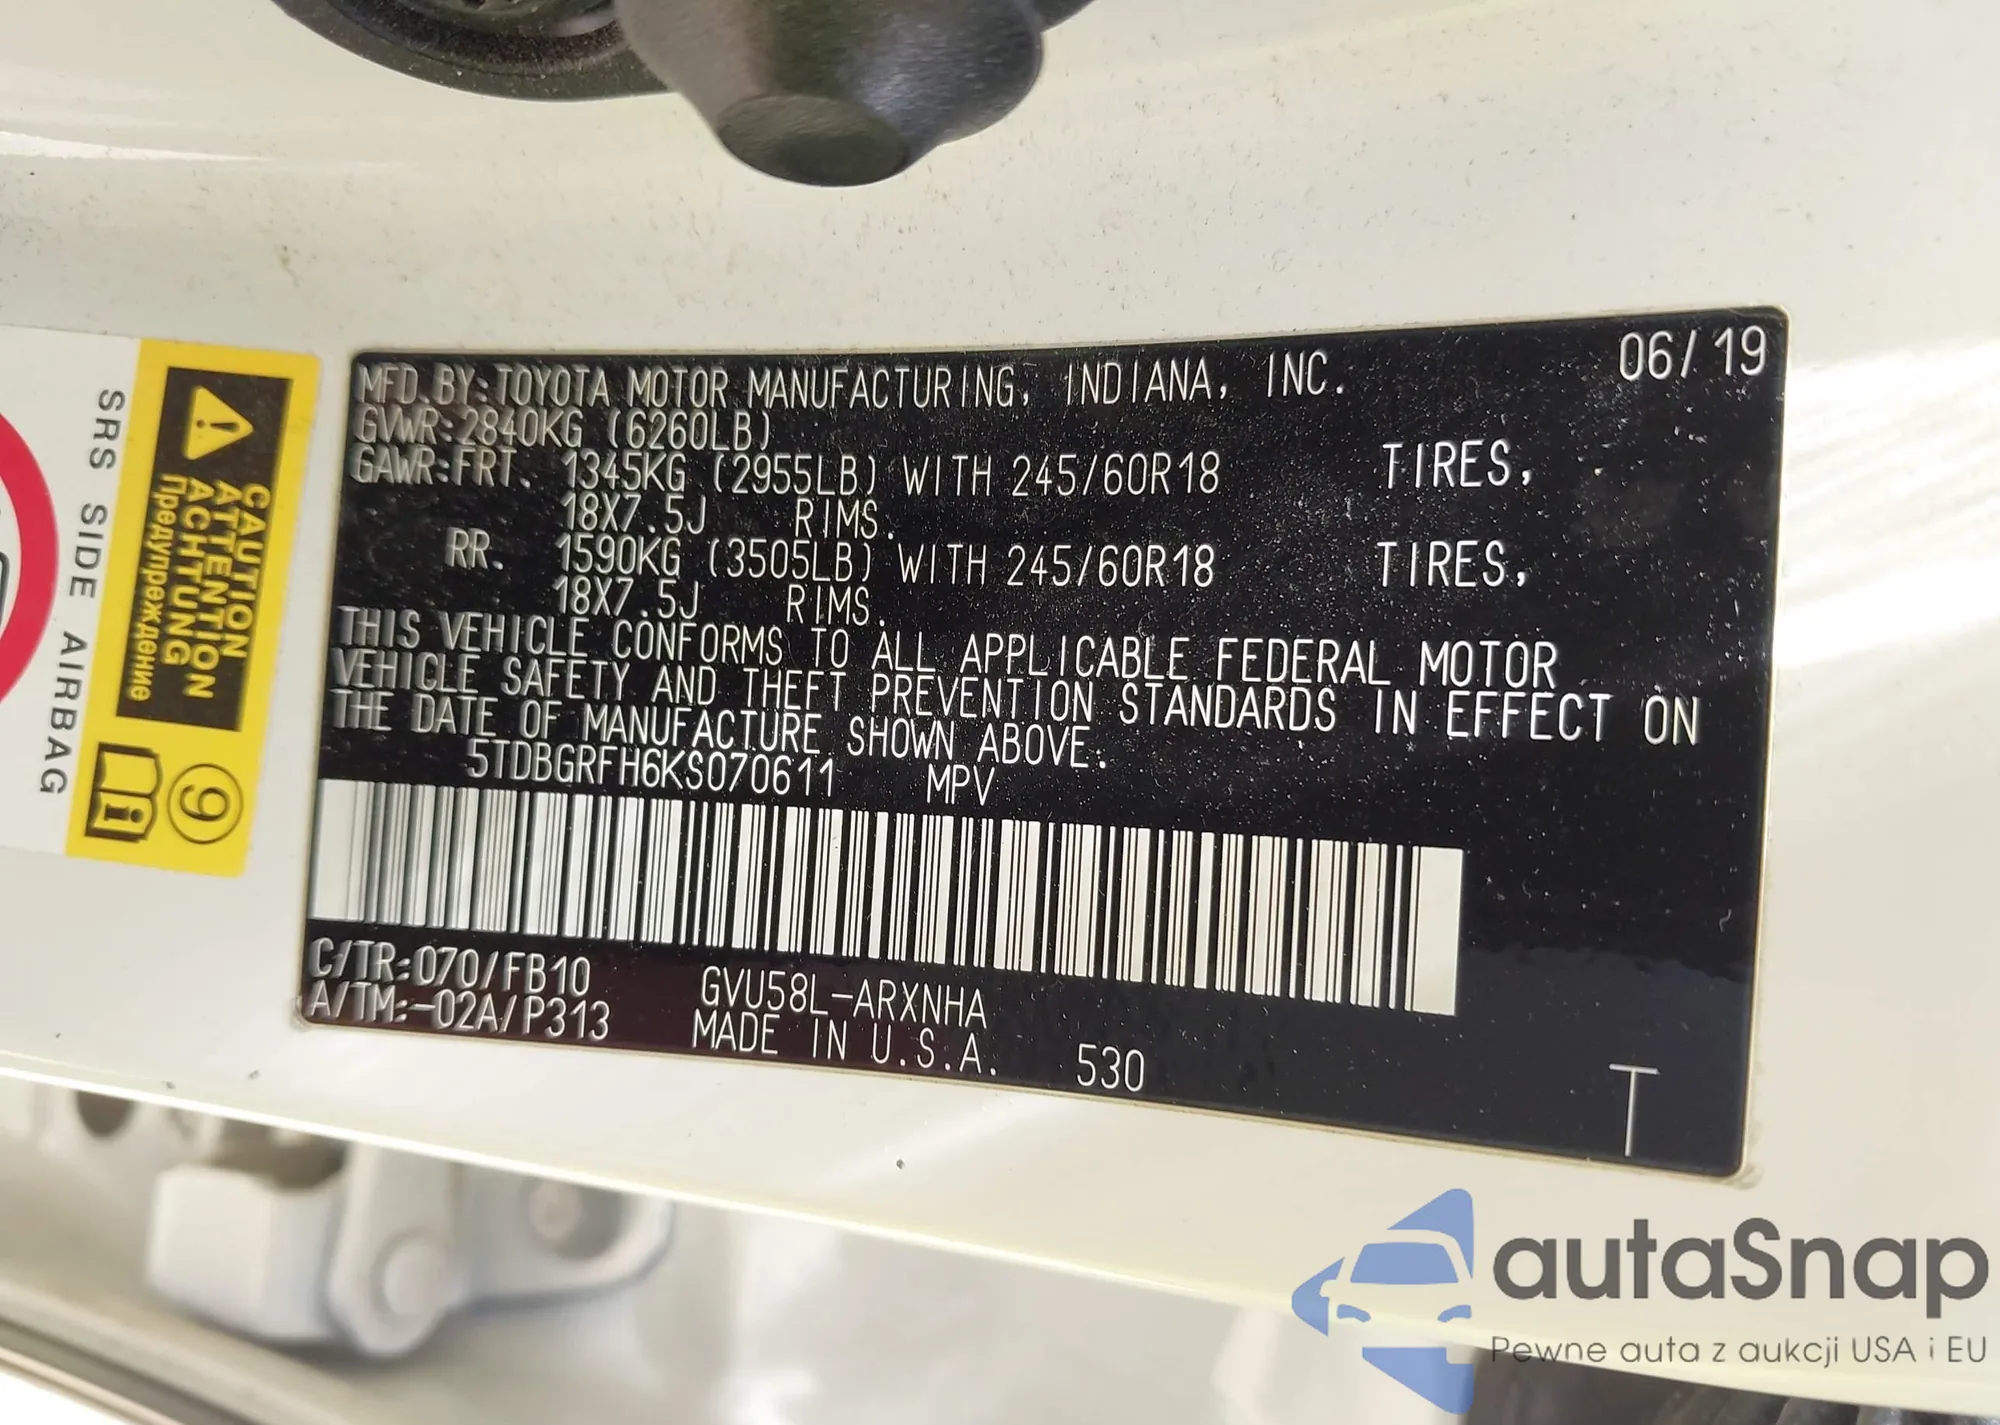 06/19
MFD.BY:TOYOTA MOTOR MANUFACTURING, INDIANA, INC.
GVWR:2840KG (6260LB)
GAWR:FRT. 1345KG (2955LB) WITH 245/60R18 TIRES,
18X7.5J RIMS.
RR. 1590KG (3505LB) WITH 245/60R18 TIRES,
18X7.5J RIMS.
THIS VEHICLE CONFORMS TO ALL APPLICABLE FEDERAL MOTOR
VEHICLE SAFETY AND THEFT PREVENTION STANDARDS IN EFFECT ON
THE DATE OF MANUFACTURE SHOWN ABOVE.
5TDBGRFH6KS070611 MPV
C/TR:070/FB10 GVU58L-ARXNHA
A/TM:-02A/P313 MADE IN U.S.A. 530
T
CAUTION
ATTENTION
ACHTUNG
Предупреждение
9
SRS SIDE AIRBAG
autaSnap
Pewne auta z aukcji USA i EU